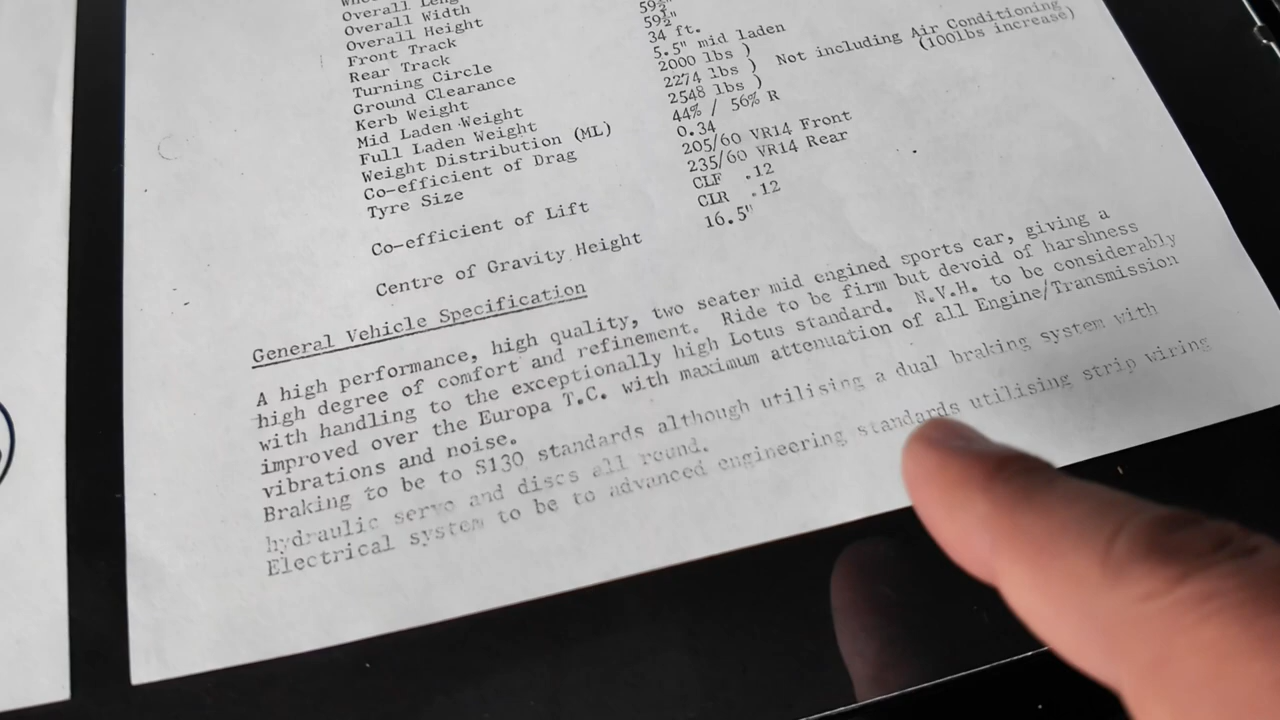 Overall
Overall Width
Overall Height
Front Track 59½"
Rear Track 59½"
Turning Circle 34 ft.
Ground Clearance 5.5" mid laden
Kerb Weight 2000 lbs )
Mid Laden Weight 2274 lbs ) Not including Air Conditioning
Full Laden Weight 2548 lbs ) (100lbs increase)
Weight Distribution (ML) 44% / 56% R
Co-efficient of Drag 0.34
Tyre Size 205/60 VR14 Front
235/60 VR14 Rear
Co-efficient of Lift CLF .12
CLR .12
Centre of Gravity Height 16.5"
General Vehicle Specification
A high performance, high quality, two seater mid engined sports car, giving a
high degree of comfort and refinement. Ride to be firm but devoid of harshness
with handling to the exceptionally high Lotus standard. N.V.H. to be considerably
improved over the Europa T.C. with maximum attenuation of all Engine/Transmission
vibrations and noise.
Braking to be to S130 standards although utilising a dual braking system with
hydraulic servo and discs all round.
Electrical system to be to advanced engineering standards utilising strip wiring